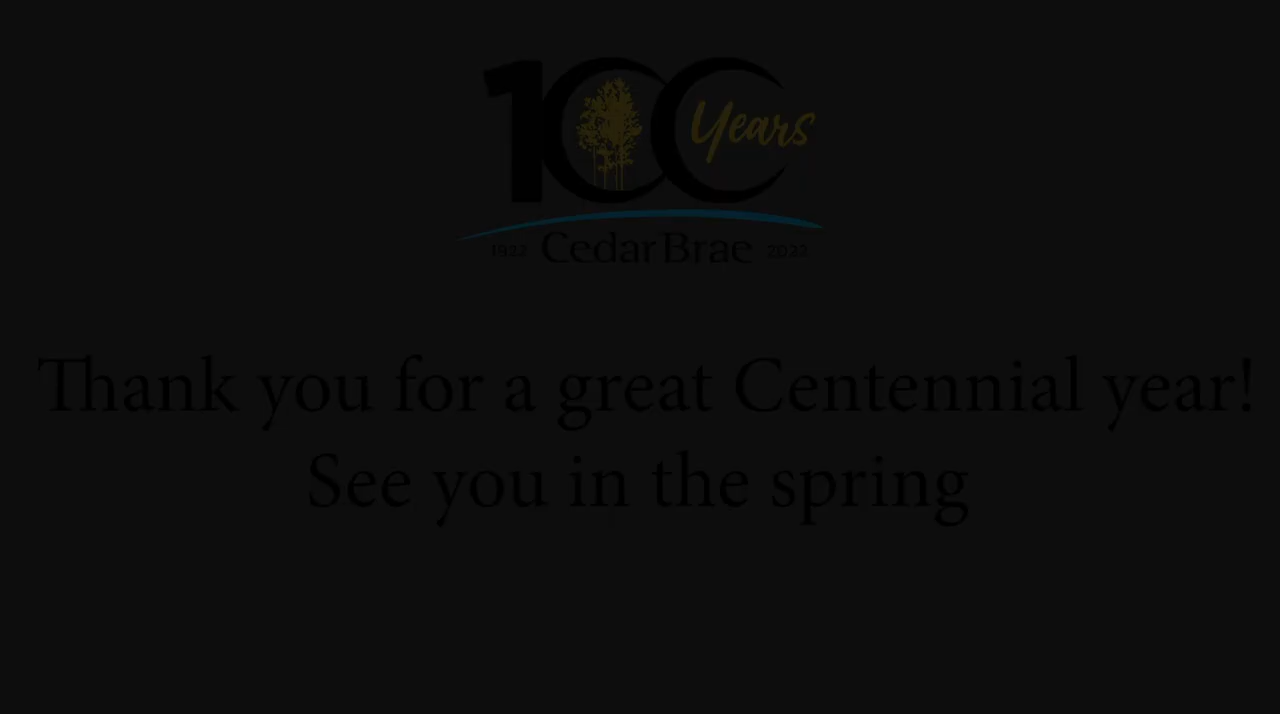 100 Years
1922 CedarBrae 2022
Thank you for a great Centennial year!
See you in the spring